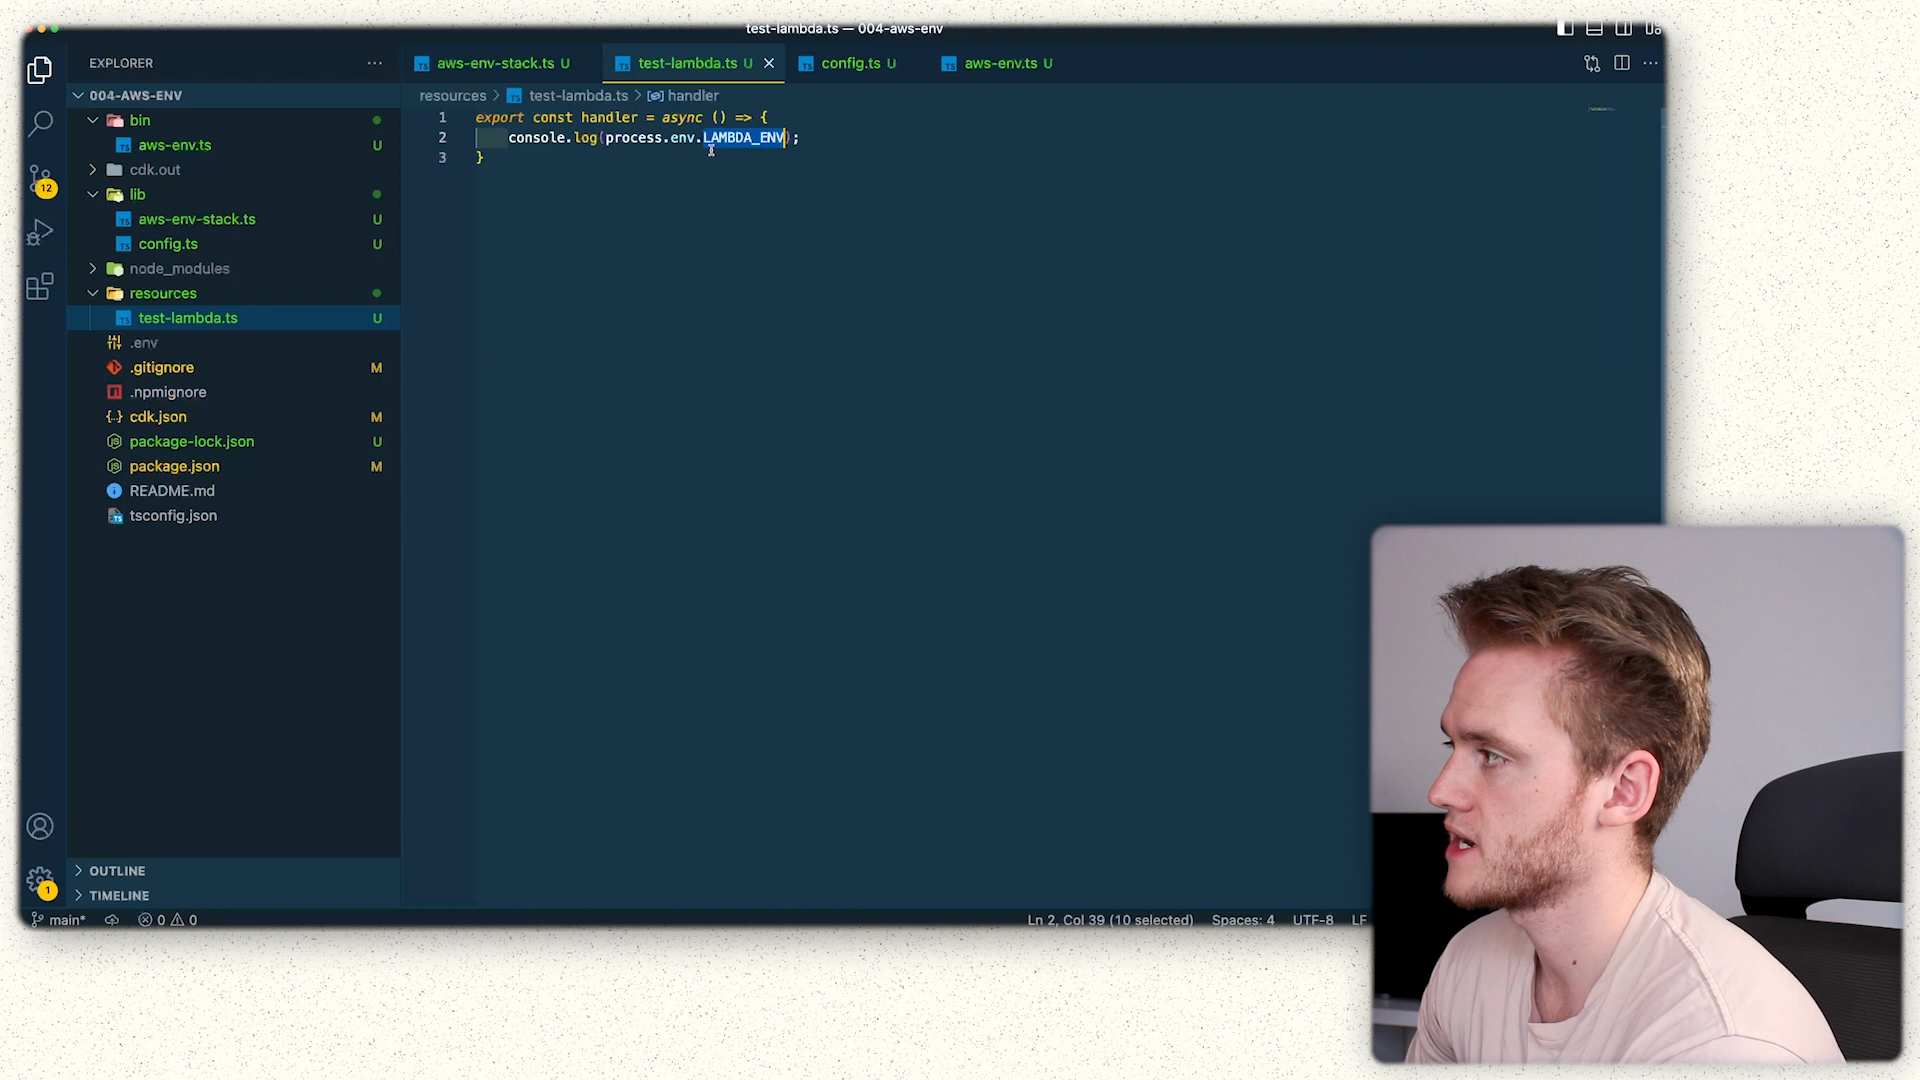 test-lambda.ts — 004-aws-env
EXPLORER
aws-env-stack.ts U
test-lambda.ts U
config.ts U
aws-env.ts U
004-AWS-ENV
resources > test-lambda.ts > handler
bin
aws-env.ts U
cdk.out
lib
aws-env-stack.ts U
config.ts U
node_modules
resources
test-lambda.ts U
.env
.gitignore M
.npmignore
cdk.json M
package-lock.json U
package.json M
README.md
tsconfig.json
12
1 export const handler = async () => {
2 console.log(process.env.LAMBDA_ENV);
3 }
OUTLINE
TIMELINE
1
main* 0 0
Ln 2, Col 39 (10 selected) Spaces: 4 UTF-8 LF